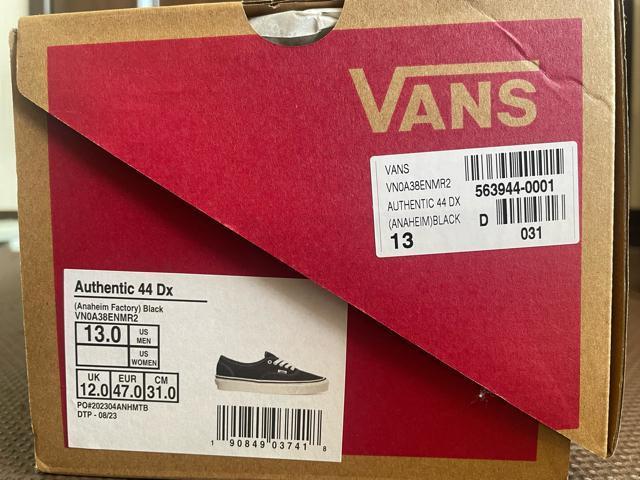 VANS
VANS
VN0A38ENMR2
563944-0001
AUTHENTIC 44 DX
(ANAHEIM)BLACK
D
13
031
Authentic 44 Dx
(Anaheim Factory) Black
VN0A38ENMR2
13.0 US MEN
US WOMEN
UK EUR CM
12.0 47.0 31.0
PO#202304ANHMTB
DTP - 08/23
1 90849 03741 8